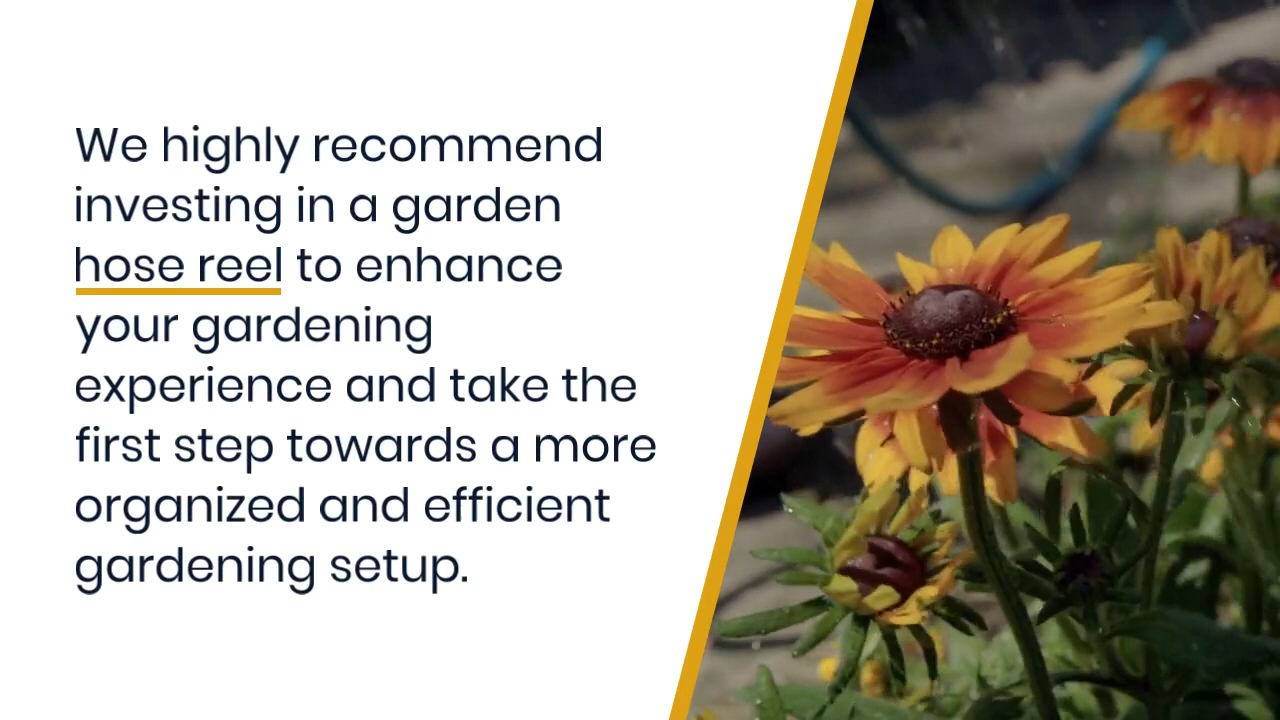 We highly recommend
investing in a garden
hose reel to enhance
your gardening
experience and take the
first step towards a more
organized and efficient
gardening setup.